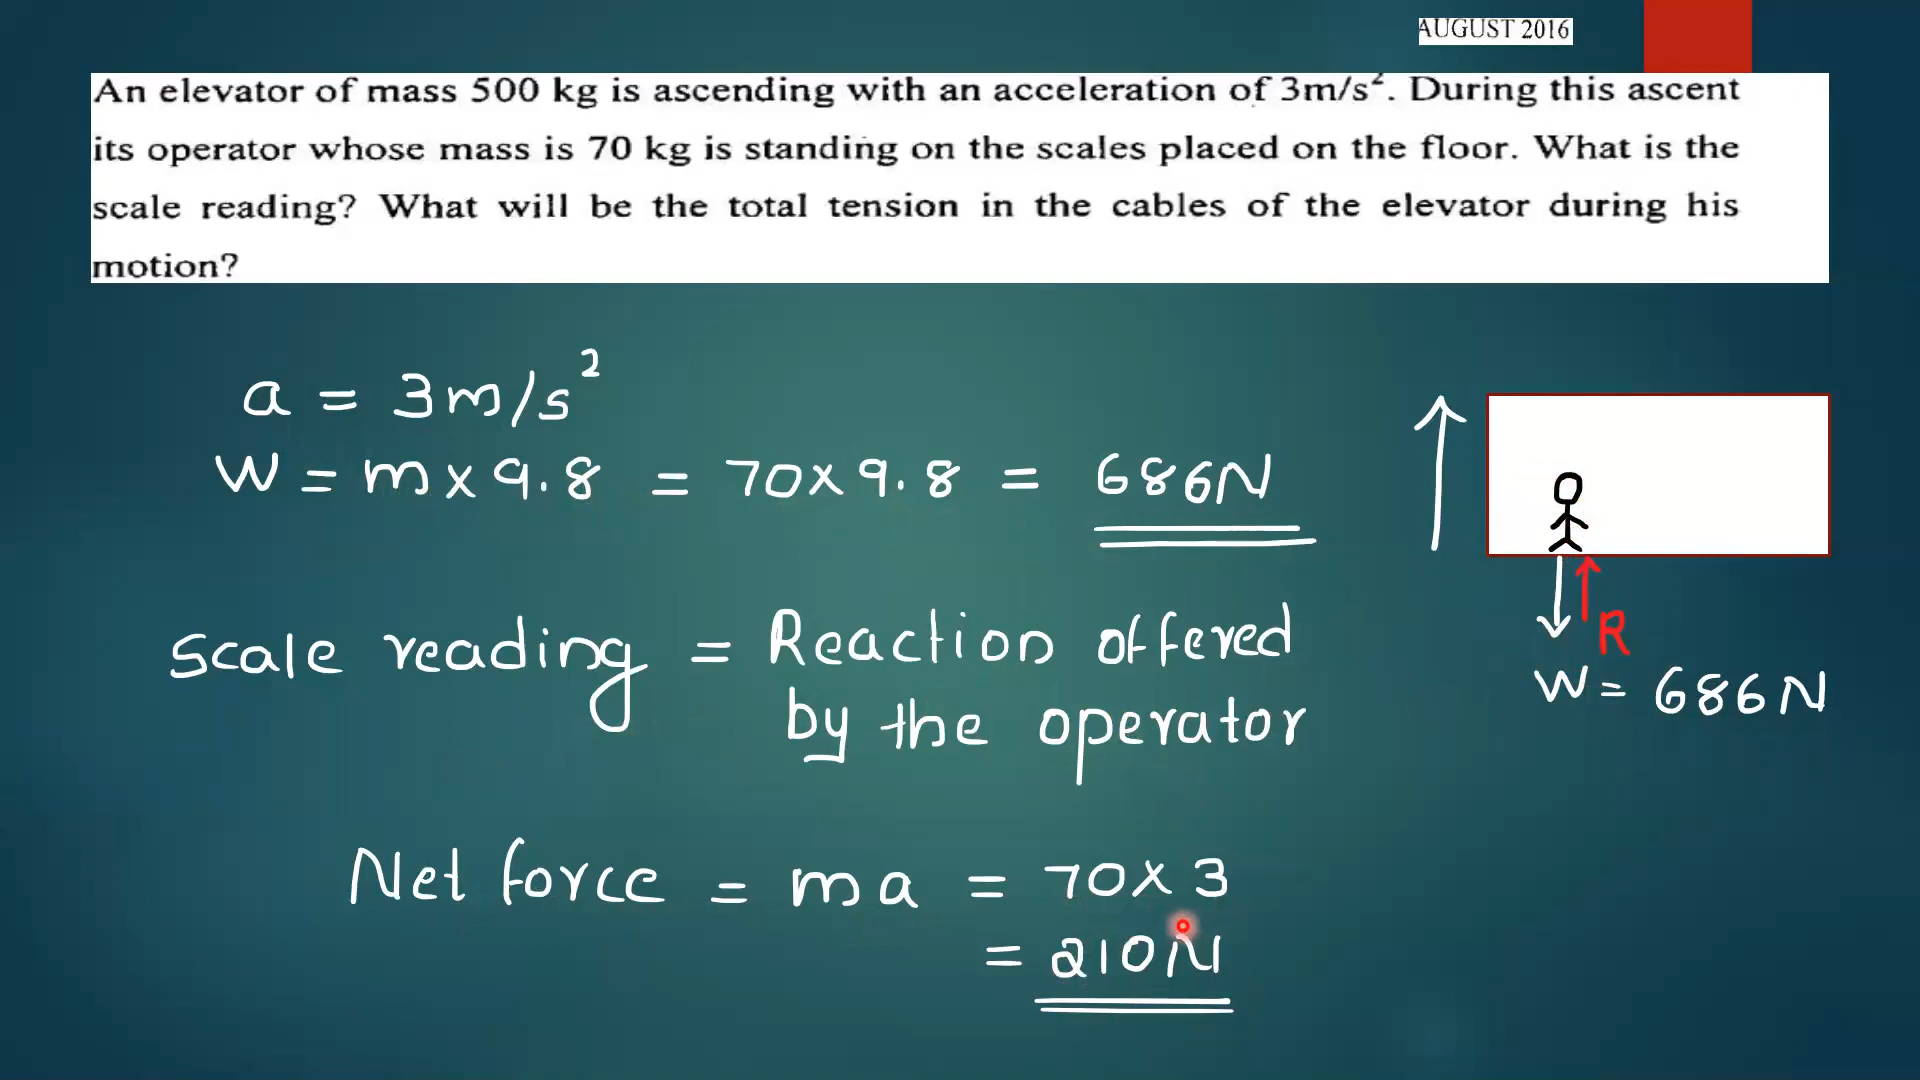 AUGUST 2016
An elevator of mass 500 kg is ascending with an acceleration of 3m/s². During this ascent
its operator whose mass is 70 kg is standing on the scales placed on the floor. What is the
scale reading? What will be the total tension in the cables of the elevator during his
motion?
a = 3m/s²
W = m x 9.8 = 70 x 9.8 = 686N
Scale reading = Reaction offered
by the operator
Net force = ma = 70 x 3
= 210N
R
W = 686N